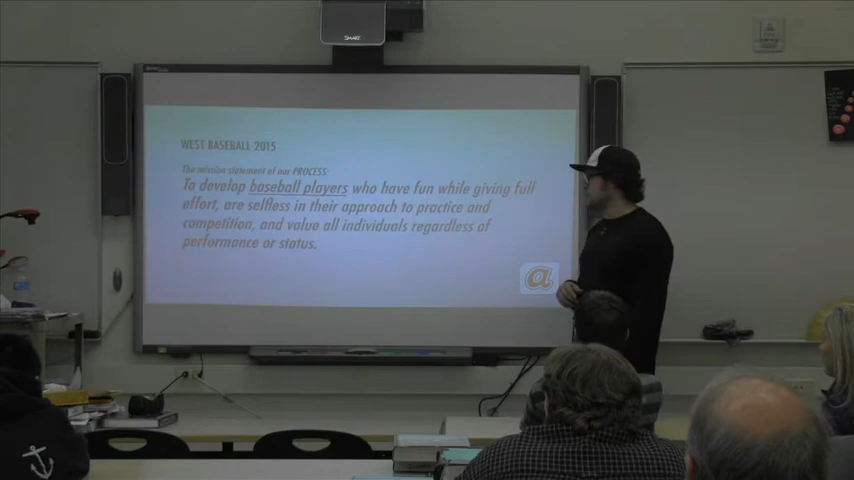 SMART
WEST BASEBALL 2015
The mission statement of our PROCESS:
To develop baseball players who have fun while giving full
effort, are selfless in their approach to practice and
competition, and value all individuals regardless of
performance or status.
a